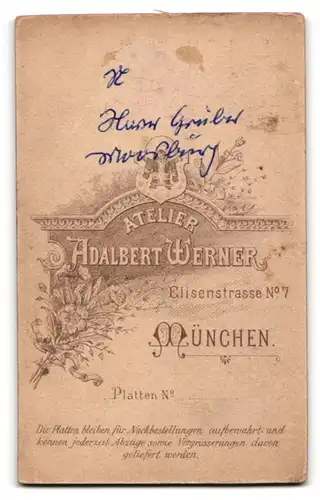 Gruber
Moosburg
ATELIER
ADALBERT WERNER
Elisenstrasse No 7
MÜNCHEN.
Platten No
Die Platten bleiben für Nachbestellungen aufbewahrt und
können jederzeit Abzüge sowie Vergrösserungen davon
geliefert werden.